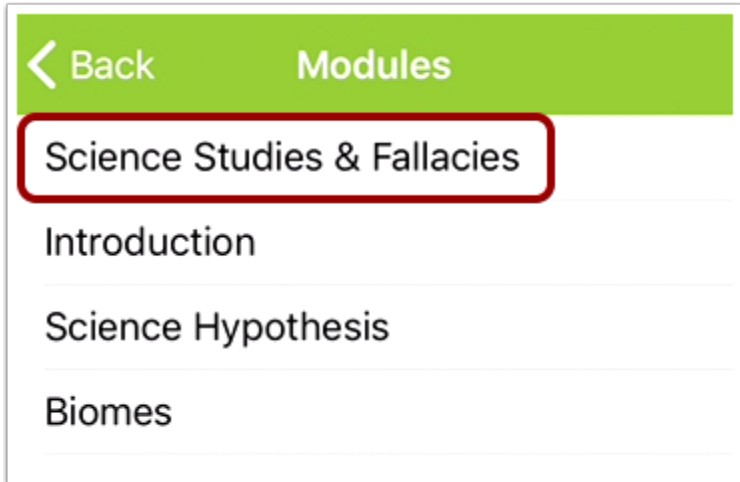 Back Modules
Science Studies & Fallacies
Introduction
Science Hypothesis
Biomes